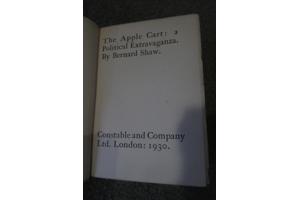 The Apple Cart: a
Political Extravaganza.
By Bernard Shaw.
Constable and Company
Ltd. London: 1930.